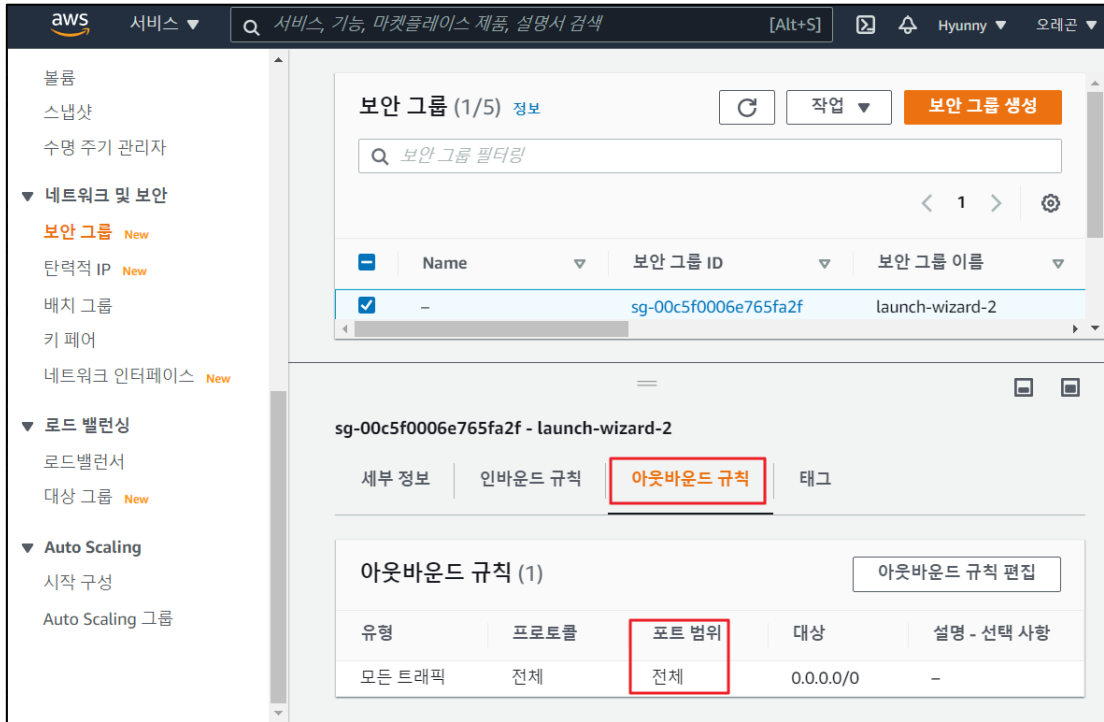 aws 서비스 ▼ 서비스, 기능, 마켓플레이스 제품, 설명서 검색 [Alt+S] Hyunny ▼ 오레곤 ▼
볼륨
스냅샷
수명 주기 관리자
▼ 네트워크 및 보안
보안 그룹 New
탄력적 IP New
배치 그룹
키 페어
네트워크 인터페이스 New
▼ 로드 밸런싱
로드밸런서
대상 그룹 New
▼ Auto Scaling
시작 구성
Auto Scaling 그룹
보안 그룹 (1/5) 정보 작업 ▼ 보안 그룹 생성
보안 그룹 필터링
< 1 >
Name 보안 그룹 ID 보안 그룹 이름
– sg-00c5f0006e765fa2f launch-wizard-2
sg-00c5f0006e765fa2f - launch-wizard-2
세부 정보 인바운드 규칙 아웃바운드 규칙 태그
아웃바운드 규칙 (1) 아웃바운드 규칙 편집
유형 프로토콜 포트 범위 대상 설명 - 선택 사항
모든 트래픽 전체 전체 0.0.0.0/0 –